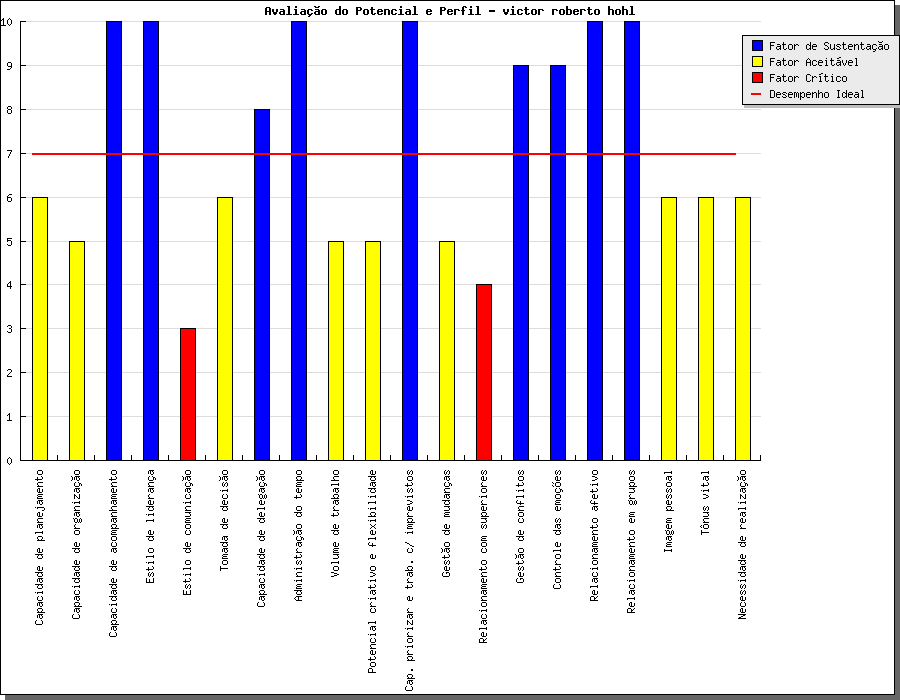 Avaliação do Potencial e Perfil - victor roberto hohl
10
9
8
7
6
5
4
3
2
1
0
Fator de Sustentação
Fator Aceitável
Fator Crítico
Desempenho Ideal
Capacidade de planejamento
Capacidade de organização
Capacidade de acompanhamento
Estilo de liderança
Estilo de comunicação
Tomada de decisão
Capacidade de delegação
Administração do tempo
Volume de trabalho
Potencial criativo e flexibilidade
Cap. priorizar e trab. c/ imprevistos
Gestão de mudanças
Relacionamento com superiores
Gestão de conflitos
Controle das emoções
Relacionamento afetivo
Relacionamento em grupos
Imagem pessoal
Tônus vital
Necessidade de realização